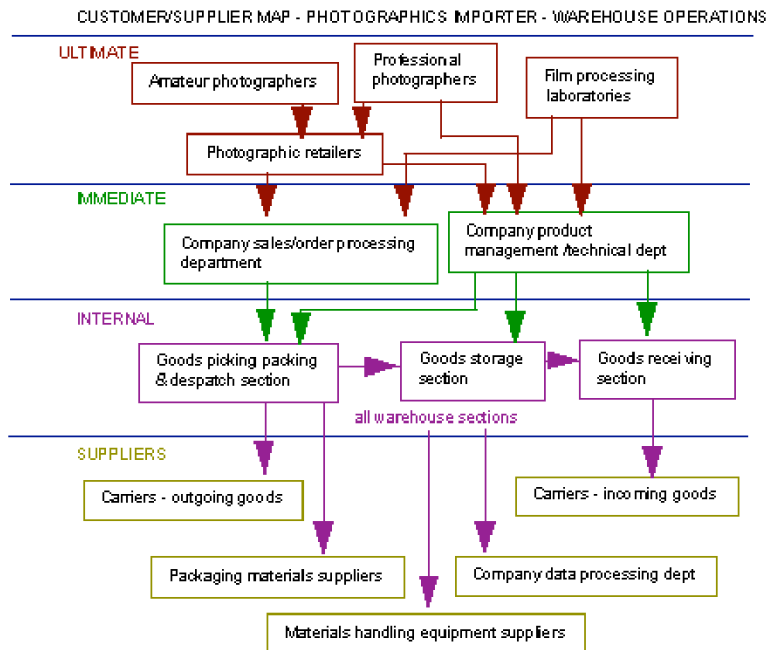 CUSTOMER/SUPPLIER MAP - PHOTOGRAPHICS IMPORTER - WAREHOUSE OPERATIONS
ULTIMATE
Amateur photographers
Professional
photographers
Film processing
laboratories
Photographic retailers
IMMEDIATE
Company sales/order processing
department
Company product
management /technical dept
INTERNAL
Goods picking packing
& despatch section
Goods storage
section
Goods receiving
section
all warehouse sections
SUPPLIERS
Carriers - outgoing goods
Carriers - incoming goods
Packaging materials suppliers
Company data processing dept
Materials handling equipment suppliers